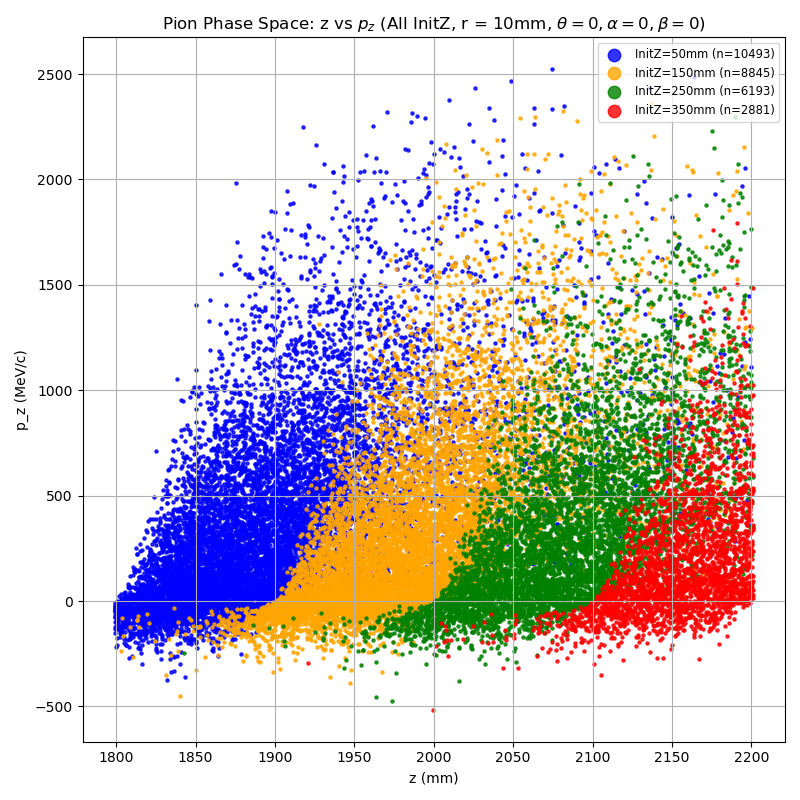 Pion Phase Space: z vs p_z (All InitZ, r = 10mm, θ = 0, α = 0, β = 0)
InitZ=50mm (n=10493)
InitZ=150mm (n=8845)
InitZ=250mm (n=6193)
InitZ=350mm (n=2881)
p_z (MeV/c)
2500
2000
1500
1000
500
0
−500
1800 1850 1900 1950 2000 2050 2100 2150 2200
z (mm)